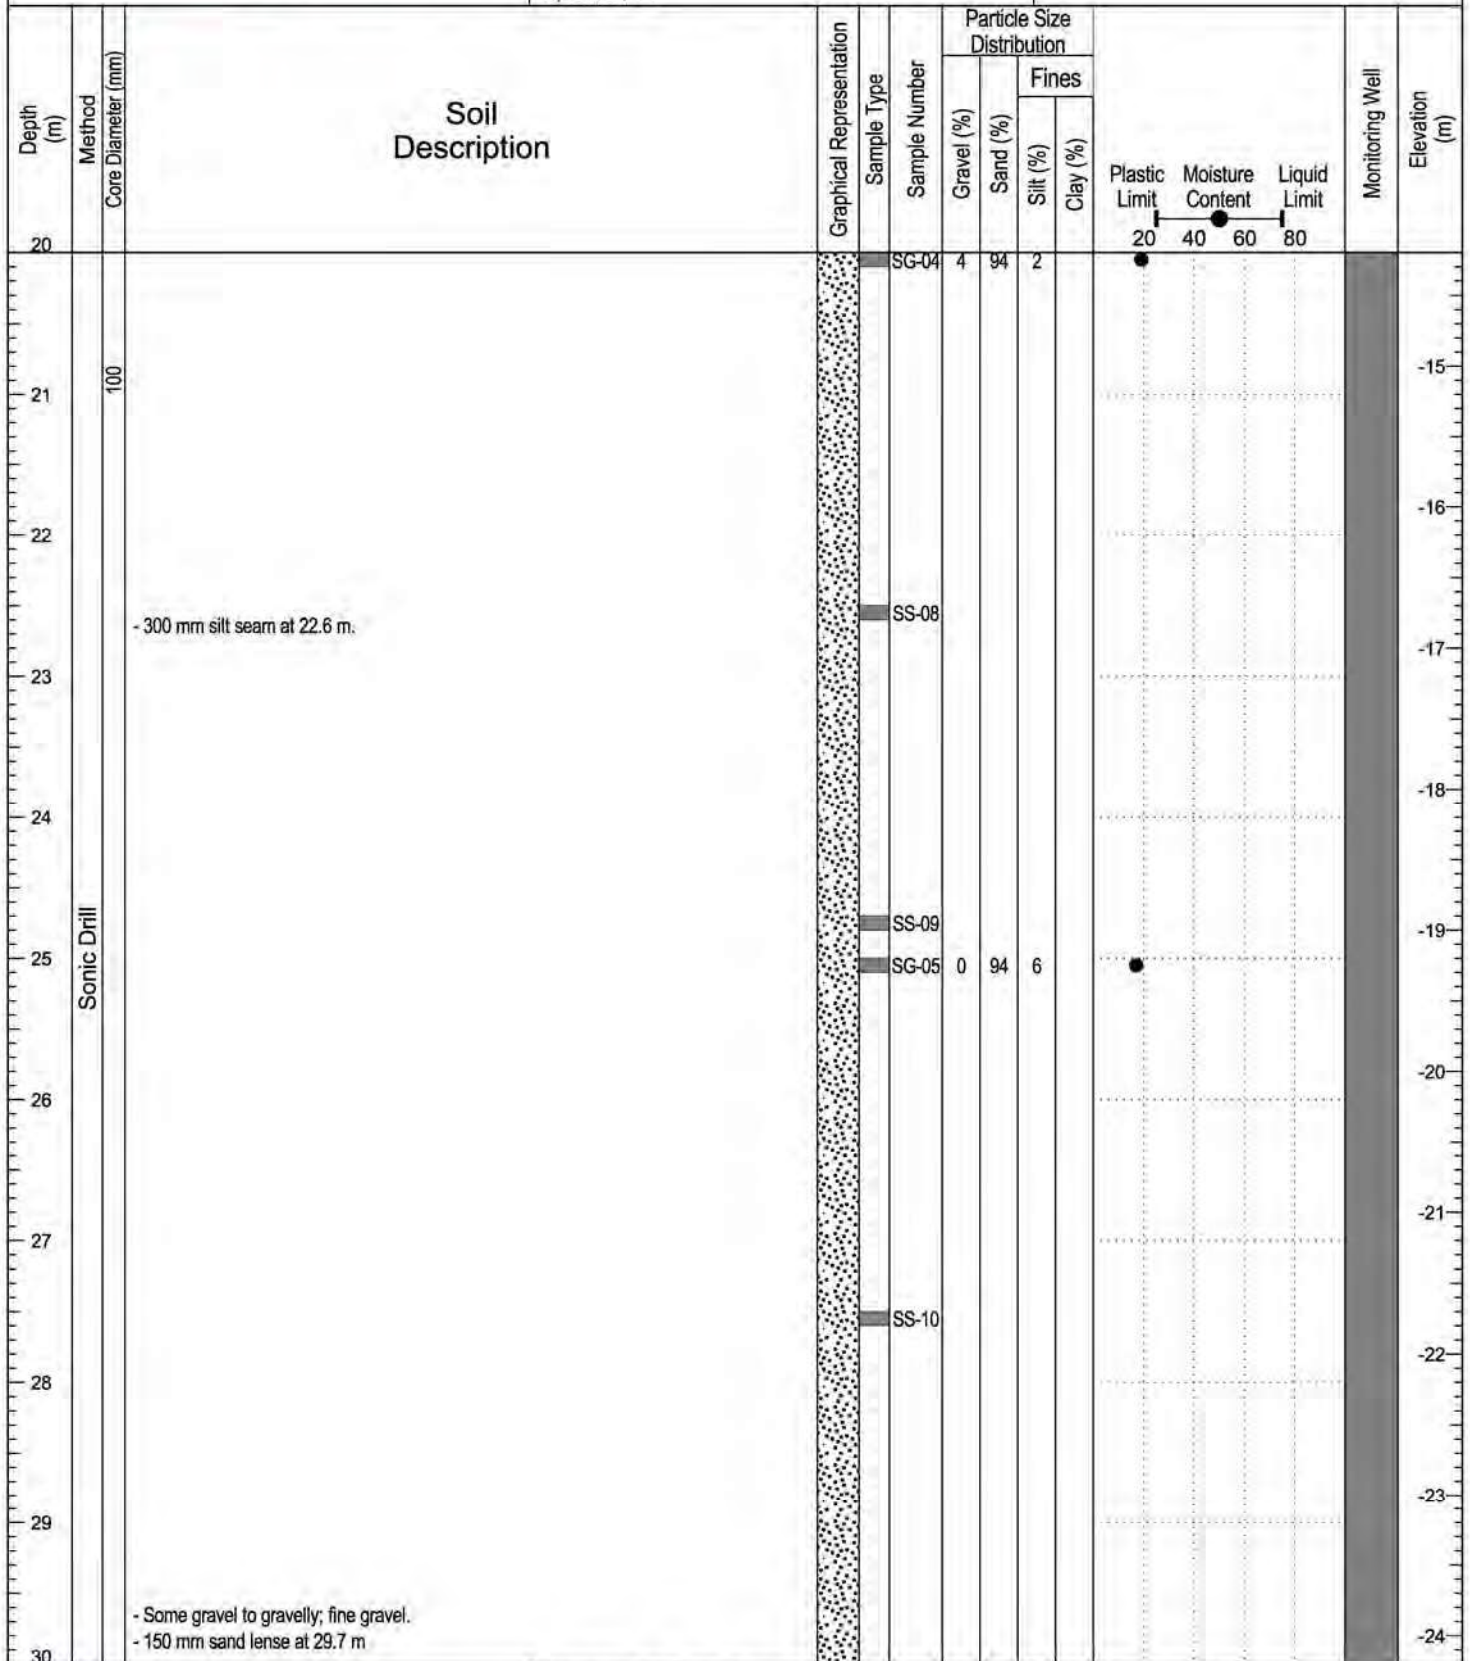 Depth
(m)
Method
Core Diameter (mm)
Soil
Description
Graphical Representation
Sample Type
Sample Number
Particle Size
Distribution
Gravel (%)
Sand (%)
Fines
Silt (%)
Clay (%)
Plastic
Limit
Moisture
Content
Liquid
Limit
20 40 60 80
Monitoring Well
Elevation
(m)
20
SG-04 4 94 2
100
-15
21
-16
22
SS-08
- 300 mm silt seam at 22.6 m.
-17
23
-18
24
Sonic Drill
SS-09
-19
25
SG-05 0 94 6
-20
26
-21
27
SS-10
-22
28
-23
29
- Some gravel to gravelly; fine gravel.
- 150 mm sand lense at 29.7 m
-24
30